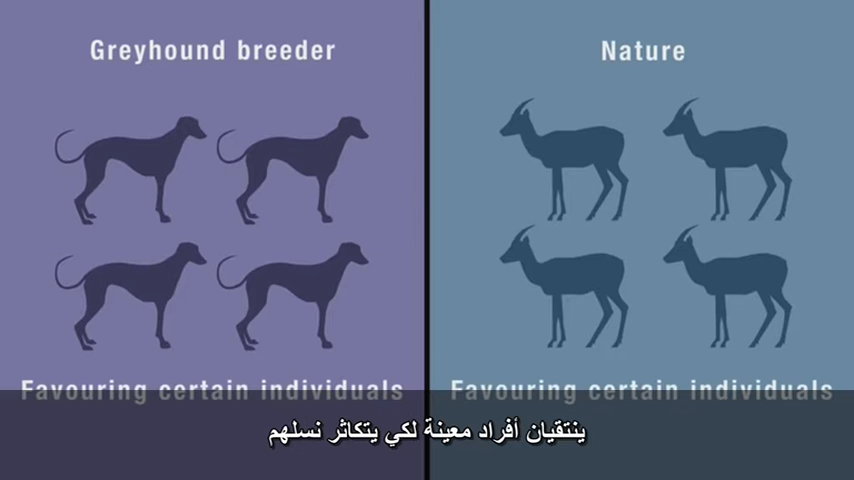 Greyhound breeder
Nature
Favouring certain individuals
Favouring certain individuals
ينتقيان أفراد معينة لكي يتكاثر نسلهم